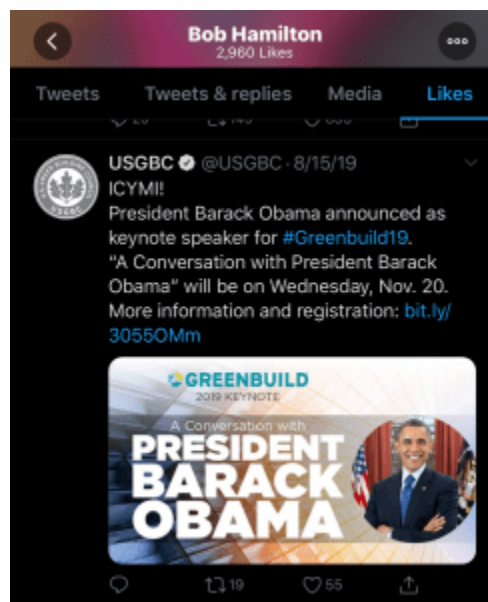 Bob Hamilton
2,960 Likes
Tweets Tweets & replies Media Likes
USGBC @USGBC · 8/15/19
ICYMI!
President Barack Obama announced as
keynote speaker for #Greenbuild19.
"A Conversation with President Barack
Obama" will be on Wednesday, Nov. 20.
More information and registration: bit.ly/
3055OMm
GREENBUILD
2019 KEYNOTE
A Conversation with
PRESIDENT
BARACK
OBAMA
19 55